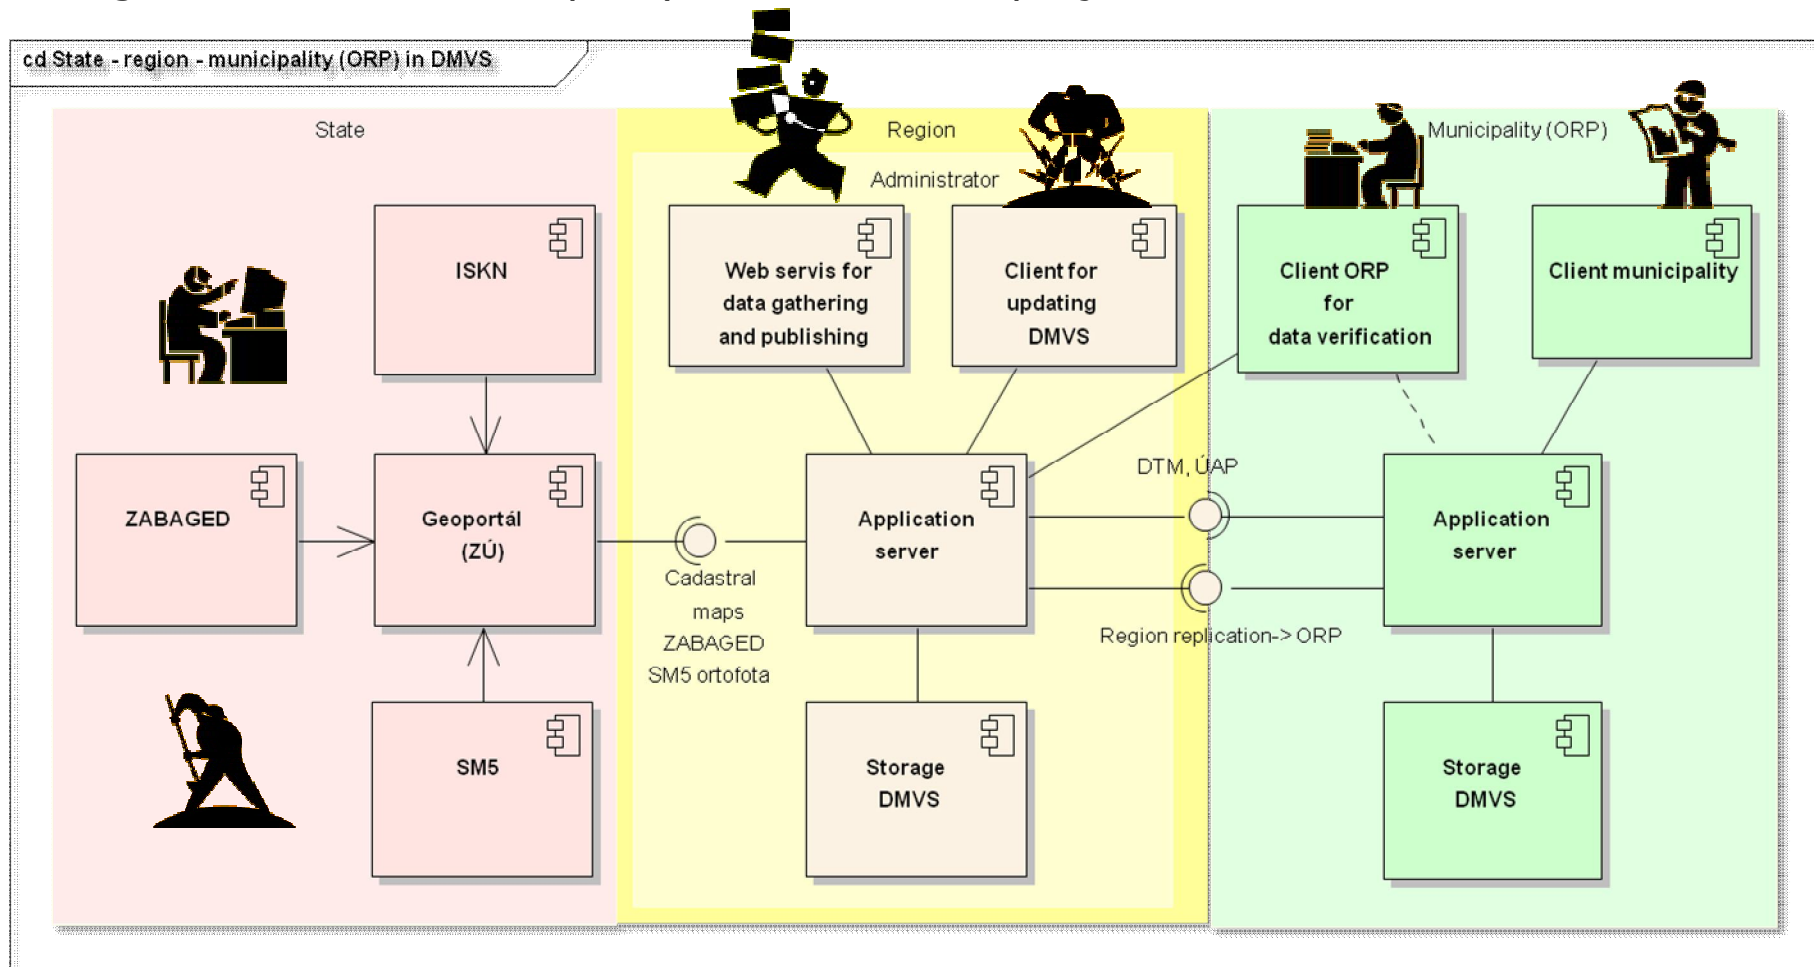 cd State - region - municipality (ORP) in DMVS
State
Region
Municipality (ORP)
Administrator
ISKN
Web servis for
data gathering
and publishing
Client for
updating
DMVS
Client ORP
for
data verification
Client municipality
ZABAGED
Geoportál
(ZÚ)
Cadastral
maps
ZABAGED
SM5 ortofota
Application
server
DTM, ÚAP
Region replication-> ORP
Application
server
SM5
Storage
DMVS
Storage
DMVS